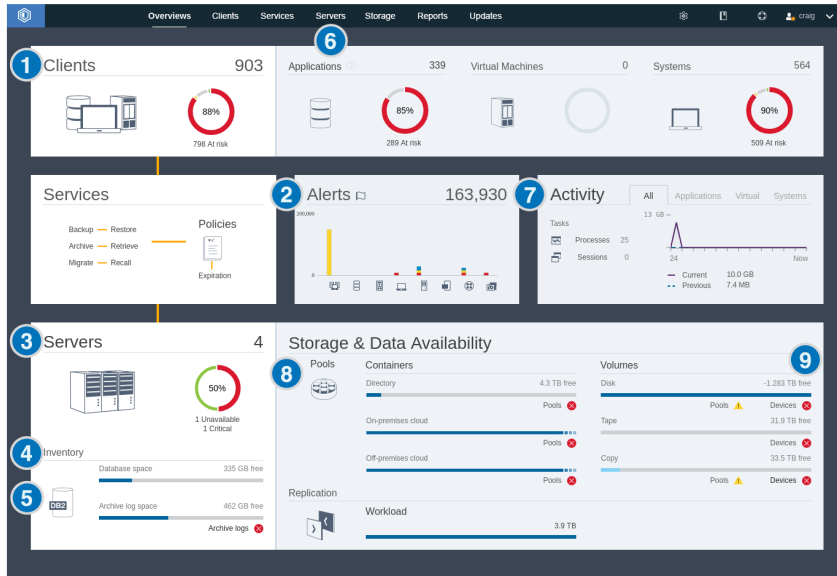 Overviews Clients Services Servers Storage Reports Updates craig
6
1 Clients 903
88%
798 At risk
Applications 339
85%
289 At risk
Virtual Machines 0
Systems 564
90%
509 At risk
Services
Backup Restore
Archive Retrieve
Migrate Recall
Policies
Expiration
2 Alerts 163,930
200,000
0
7 Activity All Applications Virtual Systems
Tasks
Processes 25
Sessions 0
13 GB
24 Now
Current 10.0 GB
Previous 7.4 MB
3 Servers 4
50%
1 Unavailable
1 Critical
4 Inventory
Database space 335 GB free
5
DB2
Archive log space 462 GB free
Archive logs
Storage & Data Availability
8 Pools
Containers
Directory 4.3 TB free
Pools
On-premises cloud
Pools
Off-premises cloud
Pools
Volumes
9
Disk -1.283 TB free
Pools Devices
Tape 31.9 TB free
Devices
Copy 33.5 TB free
Pools Devices
Replication
Workload
3.9 TB